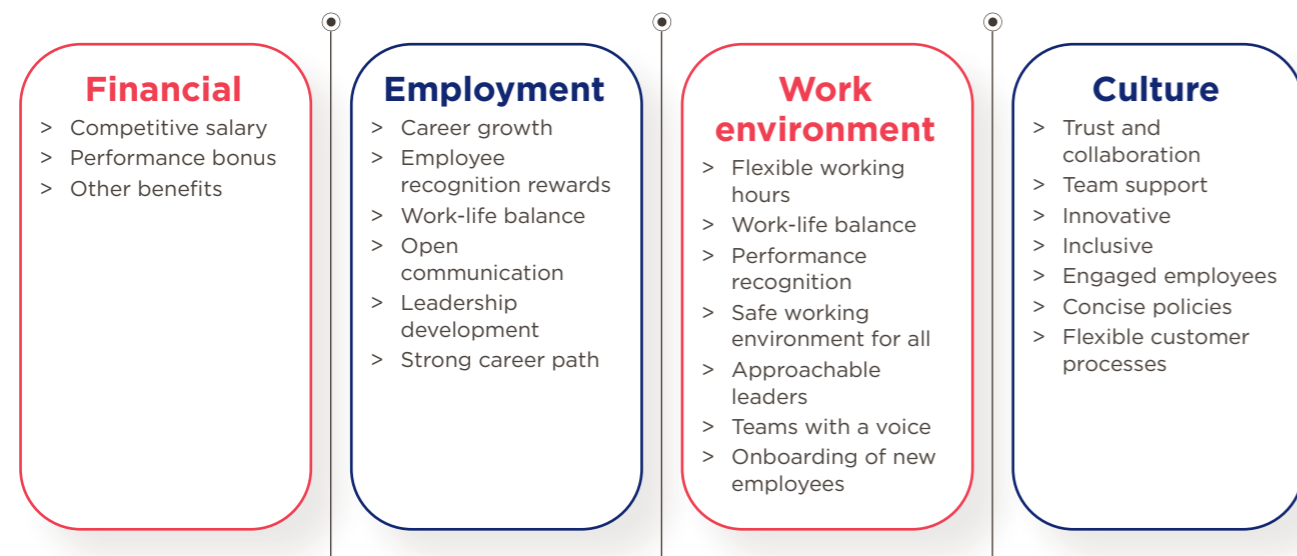 Financial
> Competitive salary
> Performance bonus
> Other benefits
Employment
> Career growth
> Employee
recognition rewards
> Work-life balance
> Open
communication
> Leadership
development
> Strong career path
Work
environment
> Flexible working
hours
> Work-life balance
> Performance
recognition
> Safe working
environment for all
> Approachable
leaders
> Teams with a voice
> Onboarding of new
employees
Culture
> Trust and
collaboration
> Team support
> Innovative
> Inclusive
> Engaged employees
> Concise policies
> Flexible customer
processes